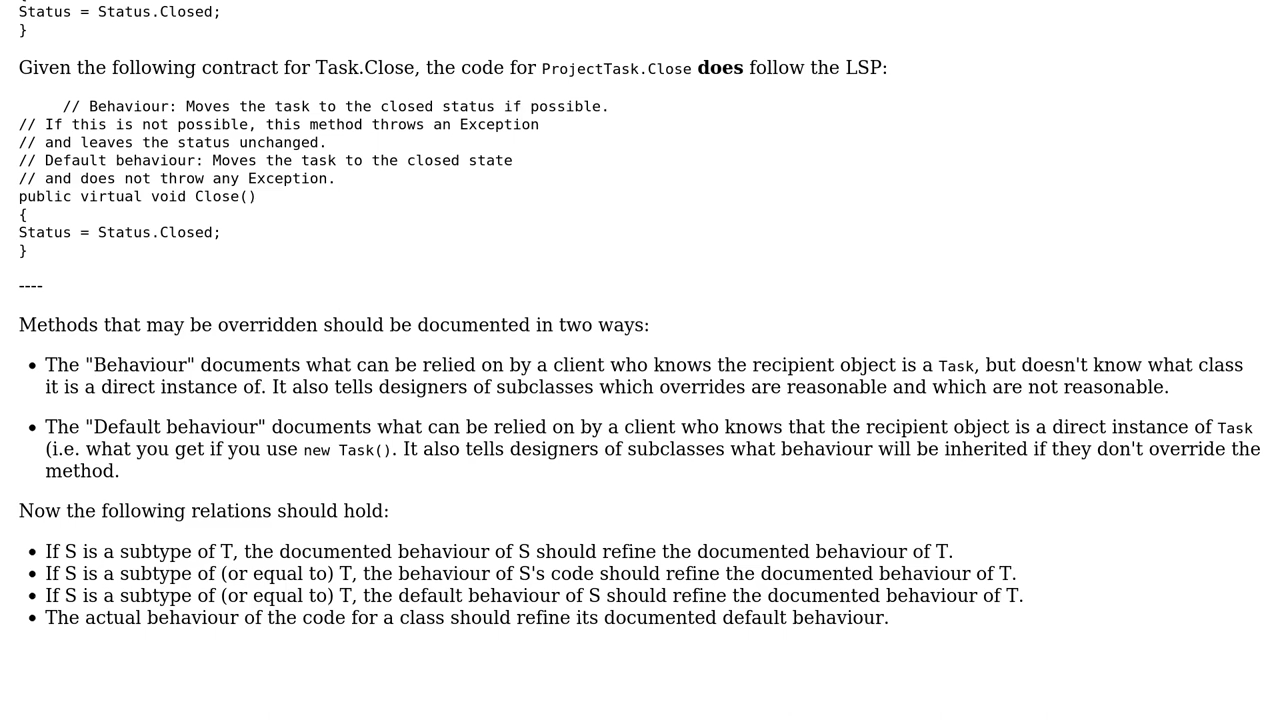 Status = Status.Closed;
}
Given the following contract for Task.Close, the code for ProjectTask.Close does follow the LSP:
// Behaviour: Moves the task to the closed status if possible.
// If this is not possible, this method throws an Exception
// and leaves the status unchanged.
// Default behaviour: Moves the task to the closed state
// and does not throw any Exception.
public virtual void Close()
{
Status = Status.Closed;
}
----
Methods that may be overridden should be documented in two ways:
• The "Behaviour" documents what can be relied on by a client who knows the recipient object is a Task, but doesn't know what class
it is a direct instance of. It also tells designers of subclasses which overrides are reasonable and which are not reasonable.
• The "Default behaviour" documents what can be relied on by a client who knows that the recipient object is a direct instance of Task
(i.e. what you get if you use new Task(). It also tells designers of subclasses what behaviour will be inherited if they don't override the
method.
Now the following relations should hold:
• If S is a subtype of T, the documented behaviour of S should refine the documented behaviour of T.
• If S is a subtype of (or equal to) T, the behaviour of S's code should refine the documented behaviour of T.
• If S is a subtype of (or equal to) T, the default behaviour of S should refine the documented behaviour of T.
• The actual behaviour of the code for a class should refine its documented default behaviour.